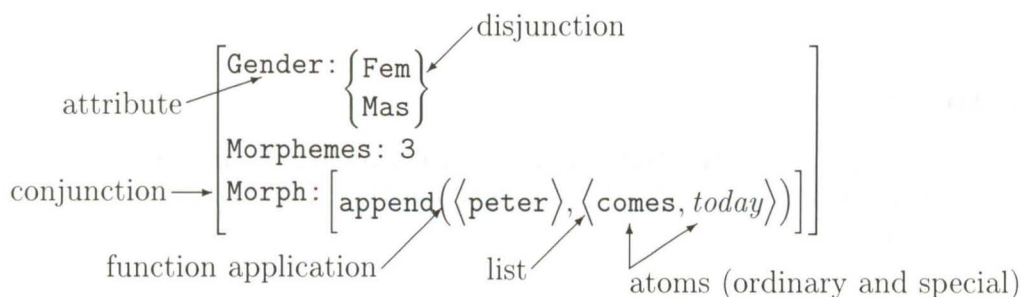 disjunction
Gender: {Fem
attribute
Mas}
Morphemes: 3
conjunction
Morph: [append(⟨peter⟩, ⟨comes, today⟩)]
function application
list
atoms (ordinary and special)